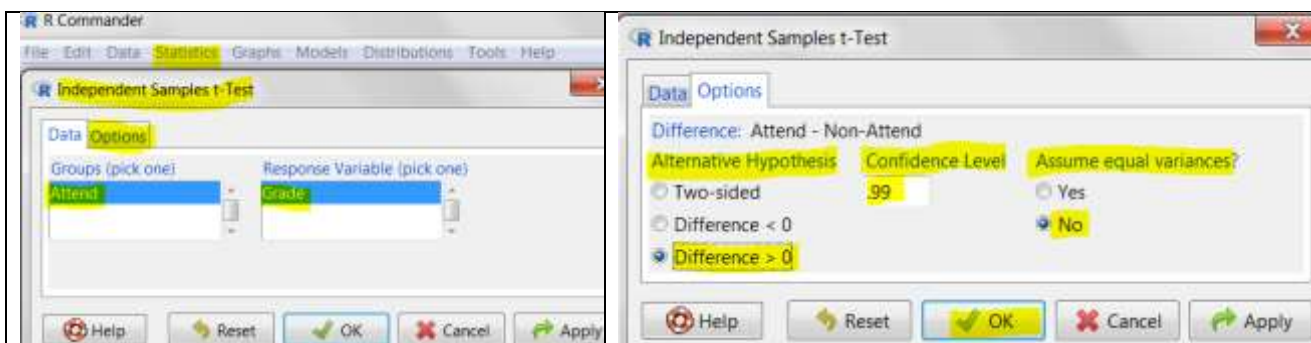 R Commander
File Edit Data Statistics Graphs Models Distributions Tools Help
Independent Samples t-Test
Data Options
Groups (pick one) Response Variable (pick one)
Attend Grade
Help Reset OK Cancel Apply
Independent Samples t-Test
Data Options
Difference: Attend - Non-Attend
Alternative Hypothesis Confidence Level Assume equal variances?
Two-sided .99 Yes
Difference < 0 No
Difference > 0
Help Reset OK Cancel Apply